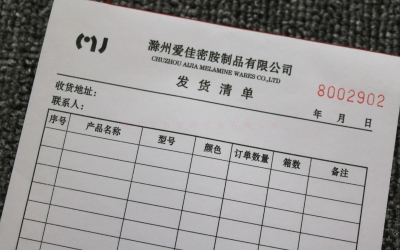 滁州爱佳密胺制品有限公司
CHUZHOU AIJIA MELAMINE WARES CO.,LTD
发货清单
8002902
收货地址：
年 月 日
联系人：
序号 产品名称 型号 颜色 订单数量 箱数 备注